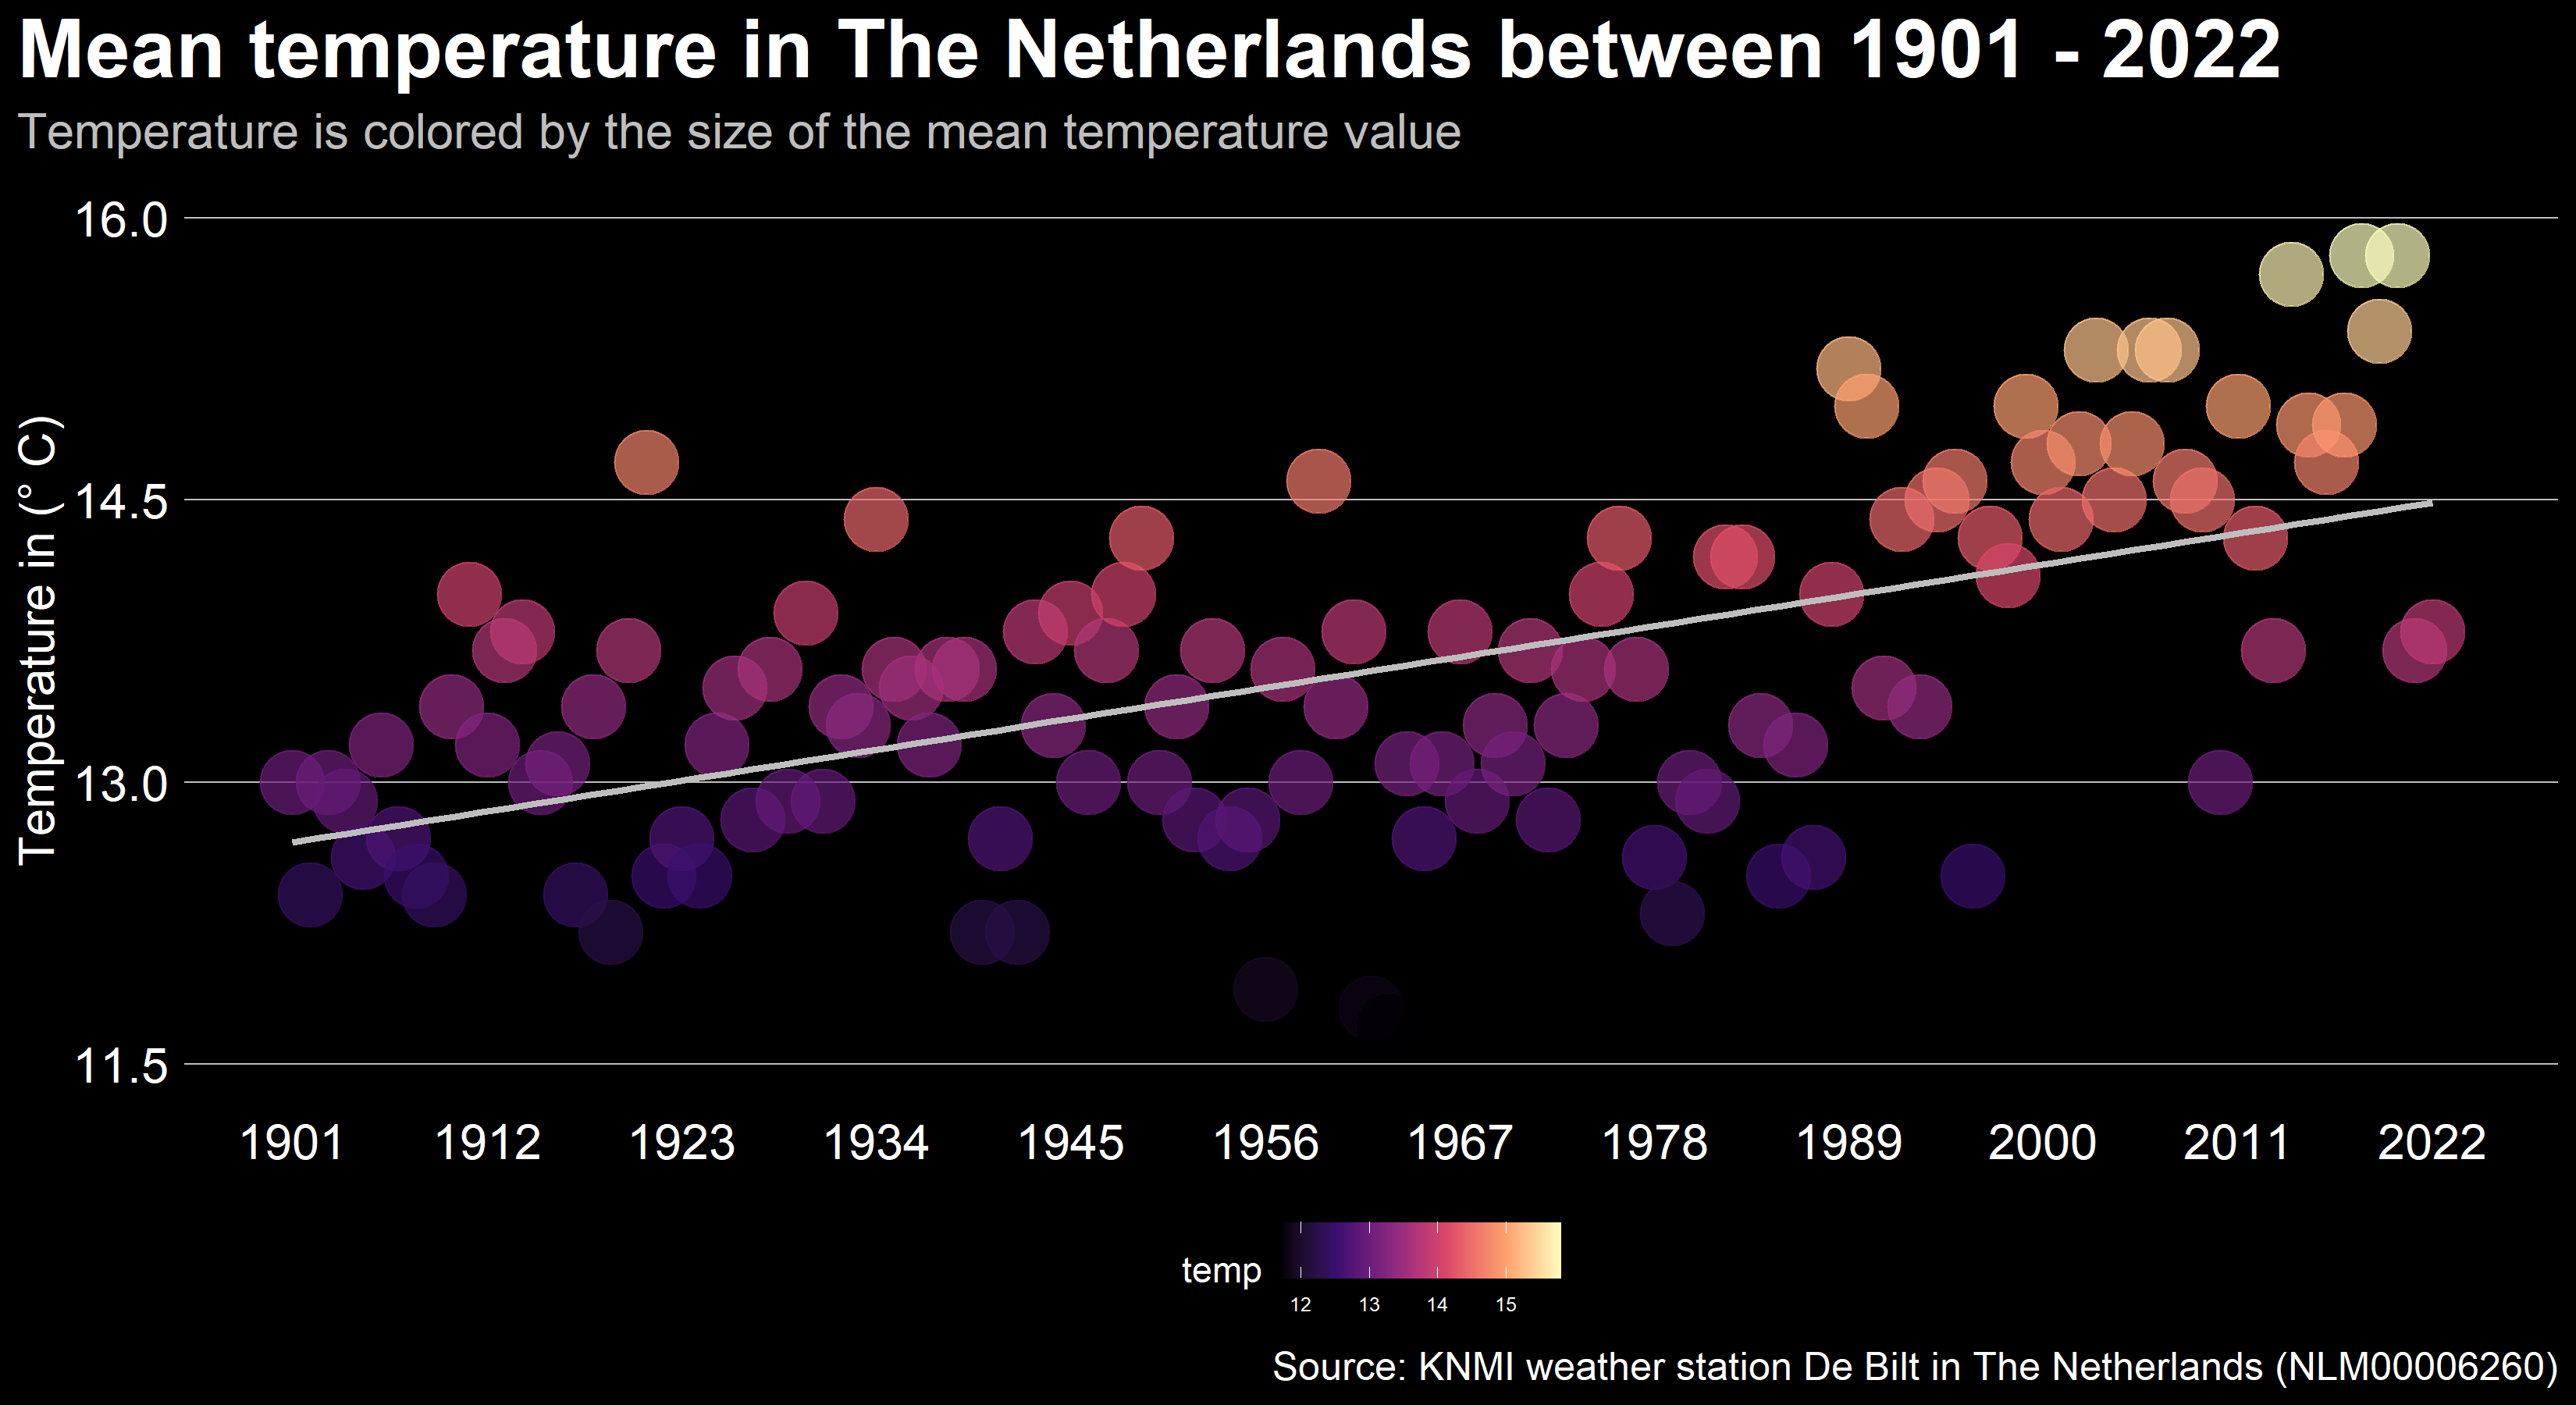 Mean temperature in The Netherlands between 1901 - 2022
Temperature is colored by the size of the mean temperature value
Temperature in (° C)
16.0
14.5
13.0
11.5
1901 1912 1923 1934 1945 1956 1967 1978 1989 2000 2011 2022
temp
12 13 14 15
Source: KNMI weather station De Bilt in The Netherlands (NLM00006260)